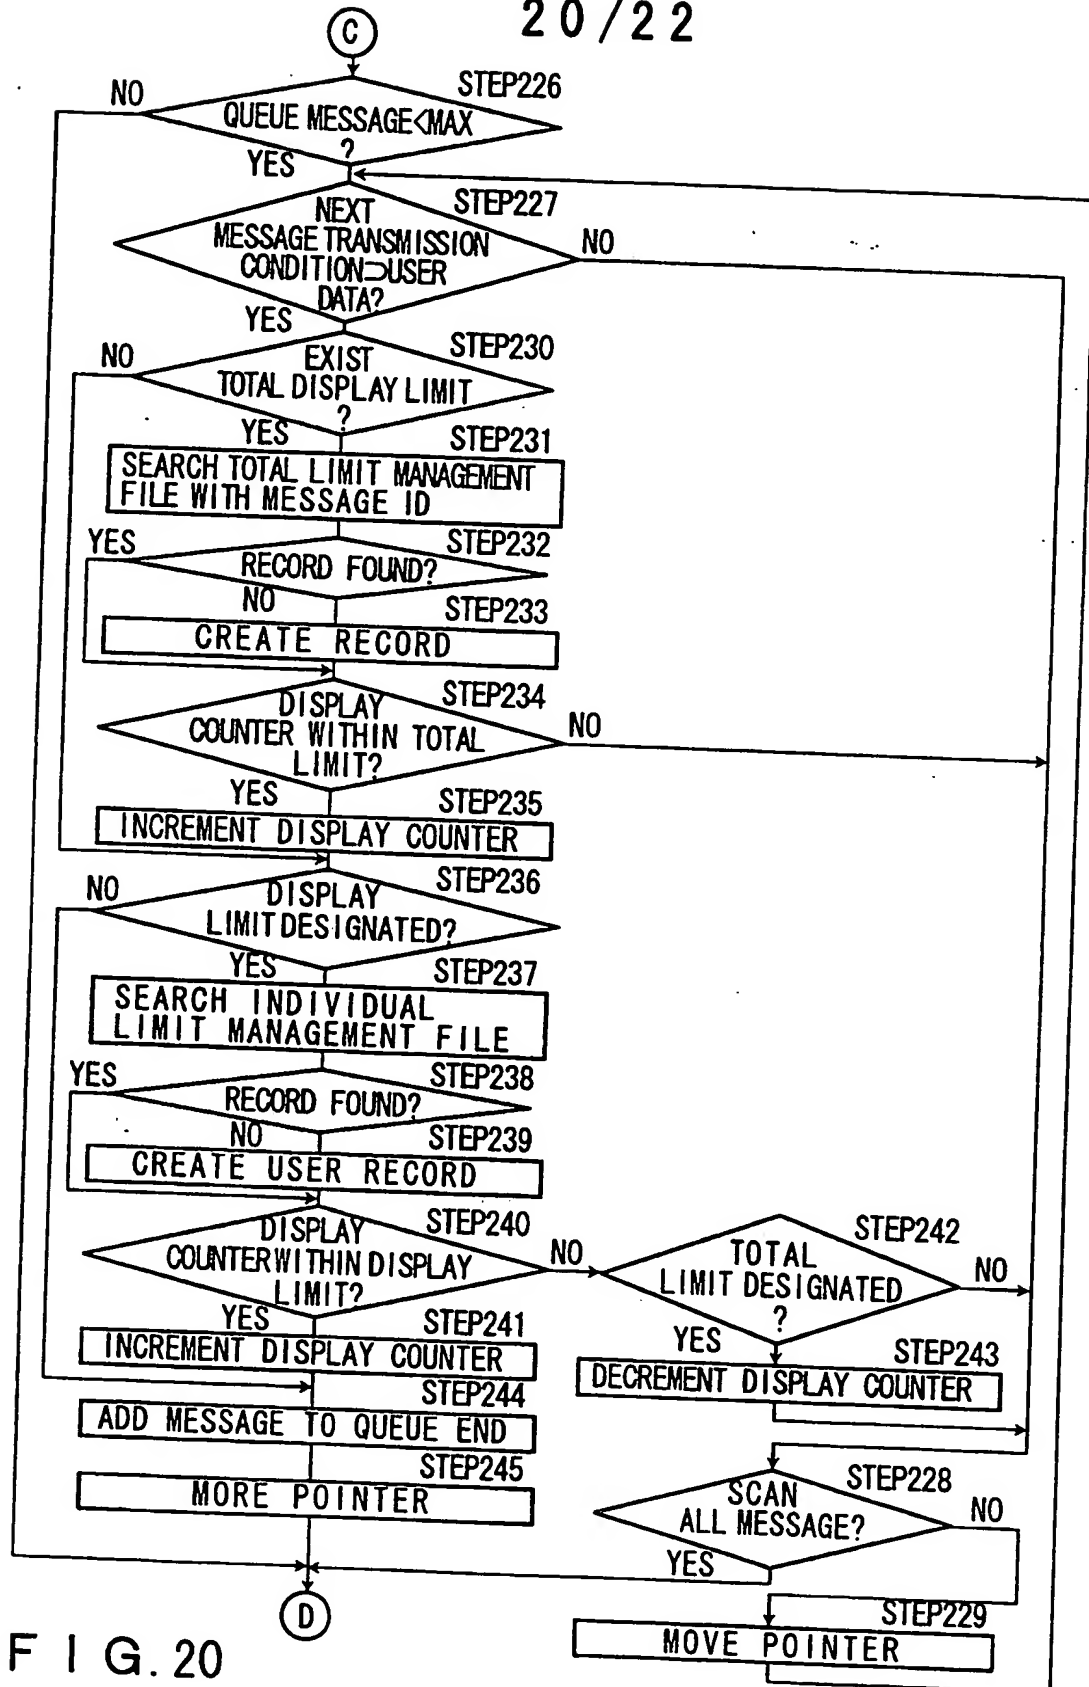 20/22
C
STEP226
NO
QUEUE MESSAGE<MAX
?
YES
STEP227
NEXT
MESSAGE TRANSMISSION
CONDITION⊃USER
DATA?
NO
YES
STEP230
NO
EXIST
TOTAL DISPLAY LIMIT
?
YES
STEP231
SEARCH TOTAL LIMIT MANAGEMENT
FILE WITH MESSAGE ID
YES
STEP232
RECORD FOUND?
NO
STEP233
CREATE RECORD
STEP234
DISPLAY
COUNTER WITHIN TOTAL
LIMIT?
NO
YES
STEP235
INCREMENT DISPLAY COUNTER
STEP236
NO
DISPLAY
LIMIT DESIGNATED?
YES
STEP237
SEARCH INDIVIDUAL
LIMIT MANAGEMENT FILE
YES
STEP238
RECORD FOUND?
NO
STEP239
CREATE USER RECORD
STEP240
DISPLAY
COUNTER WITHIN DISPLAY
LIMIT?
NO
STEP242
TOTAL
LIMIT DESIGNATED
?
NO
YES
STEP241
INCREMENT DISPLAY COUNTER
YES
STEP243
DECREMENT DISPLAY COUNTER
STEP244
ADD MESSAGE TO QUEUE END
STEP245
MORE POINTER
STEP228
SCAN
ALL MESSAGE?
NO
YES
D
STEP229
MOVE POINTER
FIG.20